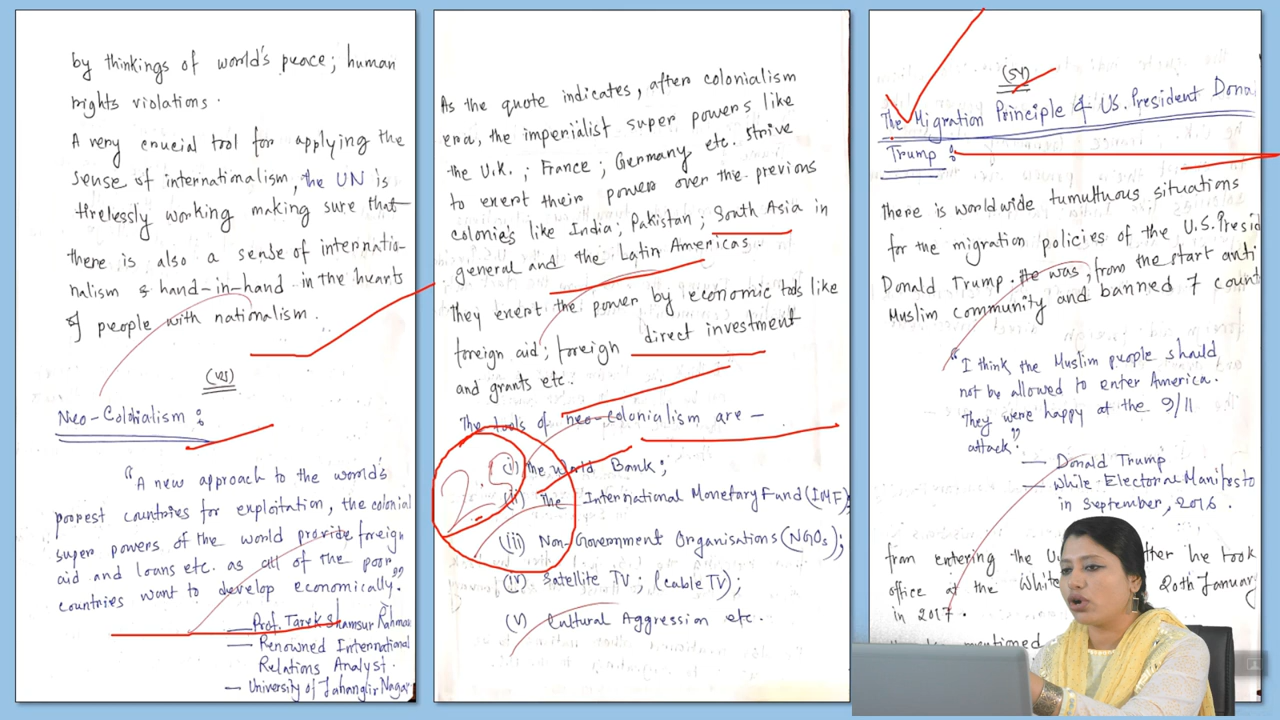 by thinkings of world's peace; human
rights violations.
A very crucial tool for applying the
sense of internationalism, the UN is
tirelessly working making sure that
there is also a sense of internatio-
nalism & hand-in-hand in the hearts
of people with nationalism.
Neo-Colonialism :
"A new approach to the world's
poorest countries for exploitation, the colonial
super powers of the world provide foreign
aid and loans etc. as all of the poor
countries want to develop economically."
— Prof. Tarek Shamsur Rahman
— Renowned International
Relations Analyst.
— University of Jahangir Nagar
As the quote indicates, after colonialism
era, the imperialist super powers like
the U.K. ; France ; Germany etc. strive
to exert their power over the previous
colonies like India; Pakistan; South Asia in
general and the Latin Americas.
They exert the power by economic tools like
foreign aid; foreign direct investment
and grants etc.
The tools of neo-colonialism are —
2.5
(i) The World Bank;
(ii) The International Monetary Fund (IMF);
(iii) Non-Government Organisations (NGOs);
(iv) Satellite TV; (cable TV);
(v) Cultural Aggression etc.
The Migration Principle of US. President Dona
Trump :
There is worldwide tumultuous situations
for the migration policies of the U.S. Presid
Donald Trump. He was, from the start anti
Muslim community and banned 7 count
"I think the Muslim people should
not be allowed to enter America.
They were happy at the 9/11
attack."
— Donald Trump
— While Electoral Manifesto
in September, 2016.
from entering the U after he took
office at the White 20th January
in 2017.
mentioned